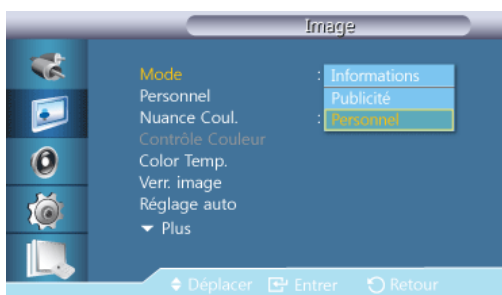 Image
Mode : Informations
Personnel Publicité
Nuance Coul. : Personnel
Contrôle Couleur
Color Temp.
Verr. image
Réglage auto
Plus
Déplacer Entrer Retour